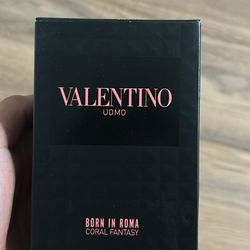 VALENTINO
UOMO
BORN IN ROMA
CORAL FANTASY